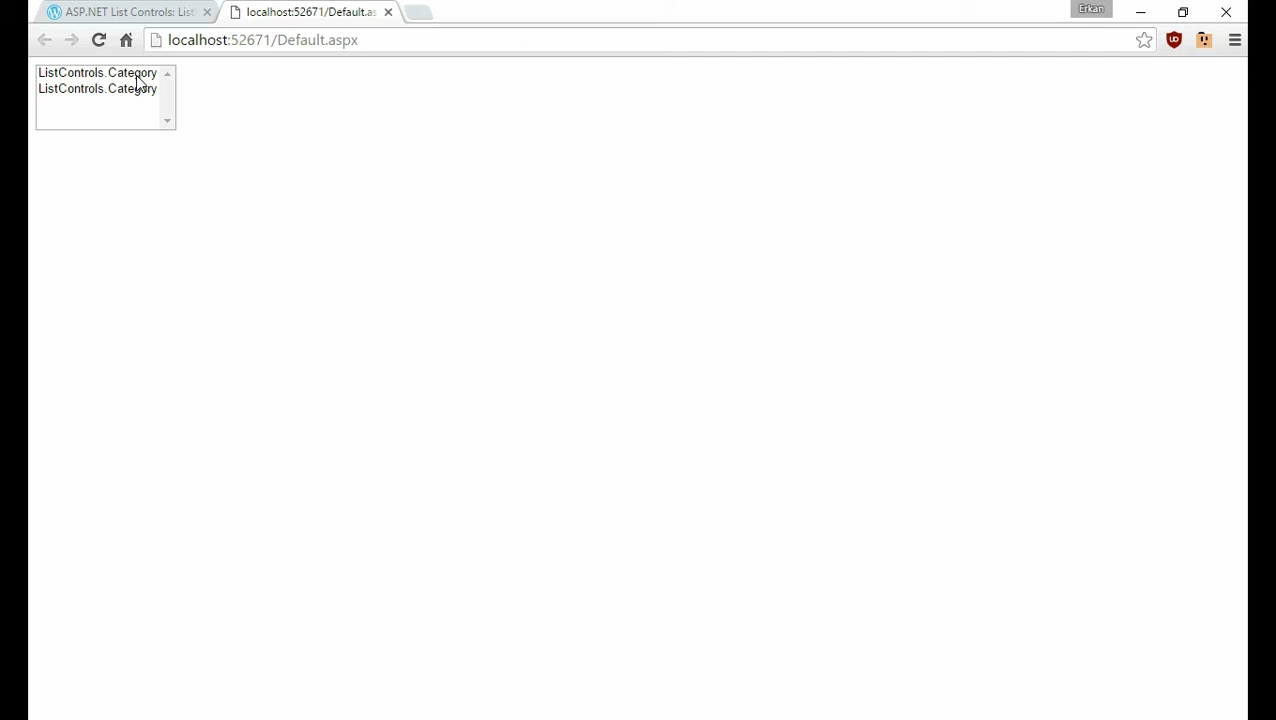 ASP.NET List Controls: List
localhost:52671/Default.as
Erkan
localhost:52671/Default.aspx
ListControls.Category
ListControls.Category